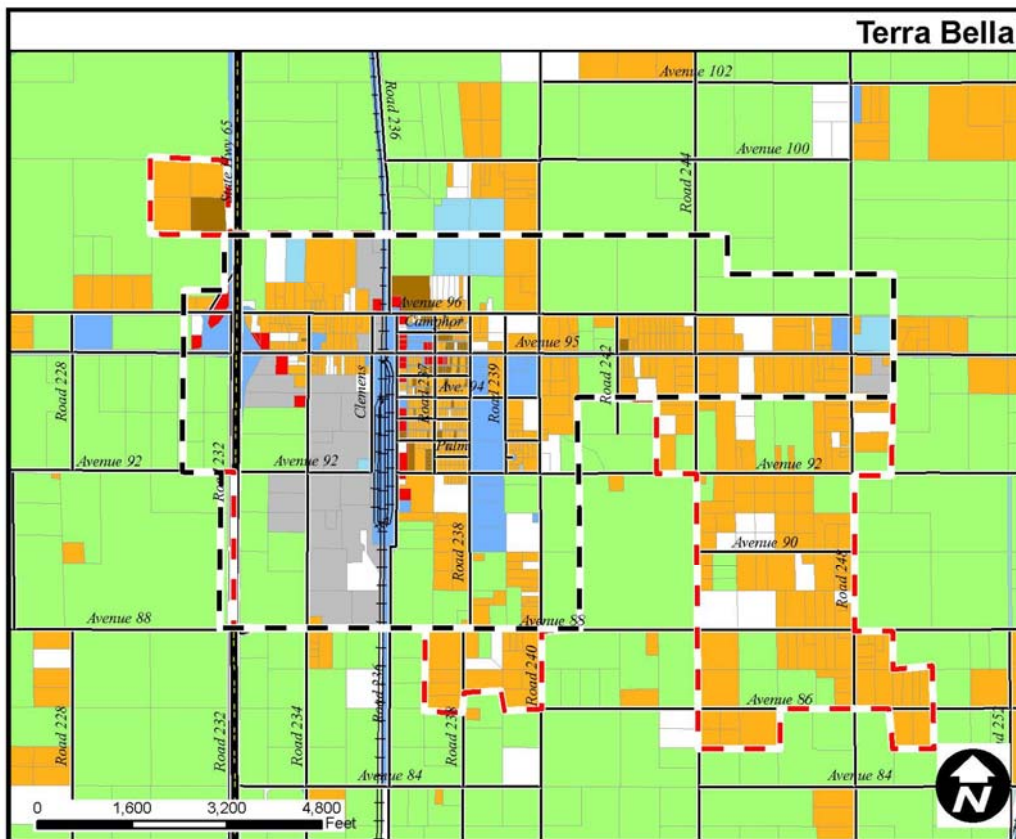 Terra Bella
Avenue 102
Road 236
State Hwy 65
Avenue 100
Road 244
Avenue 96
Camphor
Avenue 95
Road 228
Clemens
Road 237
Ave. 94
Road 239
Road 242
Palm
Avenue 92
Road 232
Avenue 92
Avenue 92
Road 238
Avenue 90
Road 248
Avenue 88
Avenue 88
Road 228
Road 232
Road 234
Road 236
Road 238
Road 240
Avenue 86
Avenue 84
Avenue 84
0 1,600 3,200 4,800
Feet
N